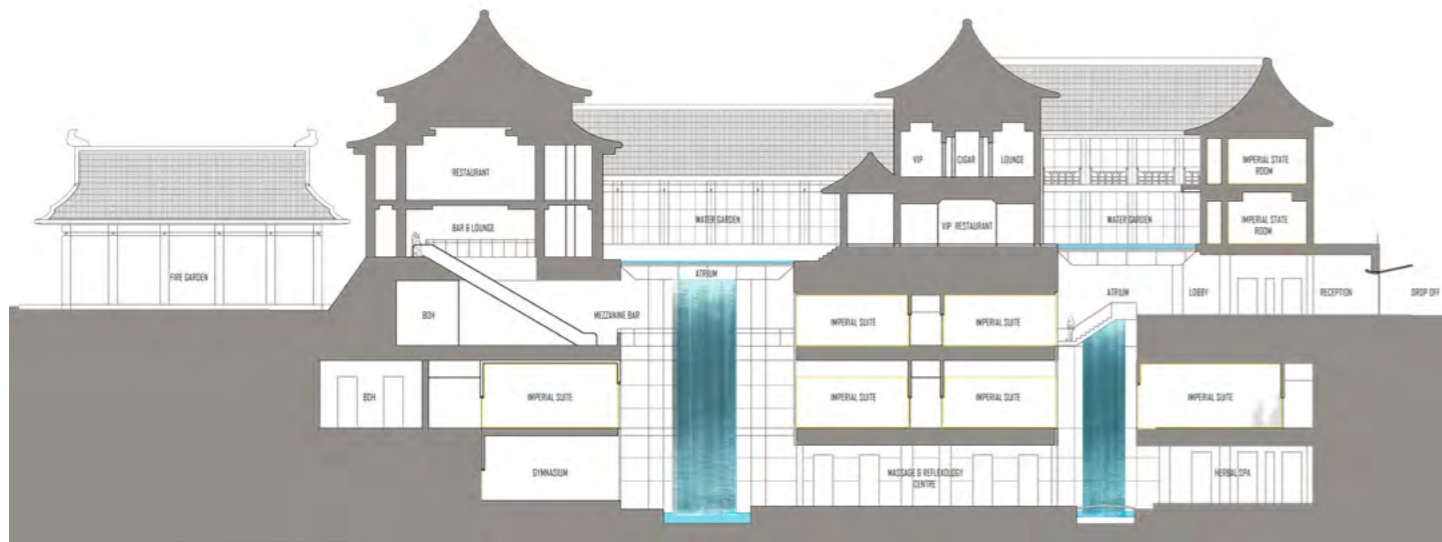 VIP
CIGAR
LOUNGE
IMPERIAL STATE
ROOM
RESTAURANT
WATER GARDEN
WATER GARDEN
IMPERIAL STATE
ROOM
BAR & LOUNGE
VIP RESTAURANT
FIRE GARDEN
ATRIUM
ATRIUM
LOBBY
RECEPTION
DROP OFF
BOH
MEZZANINE BAR
IMPERIAL SUITE
IMPERIAL SUITE
BOH
IMPERIAL SUITE
IMPERIAL SUITE
IMPERIAL SUITE
IMPERIAL SUITE
GYMNASIUM
MASSAGE & REFLEXOLOGY
CENTRE
HERBAL SPA